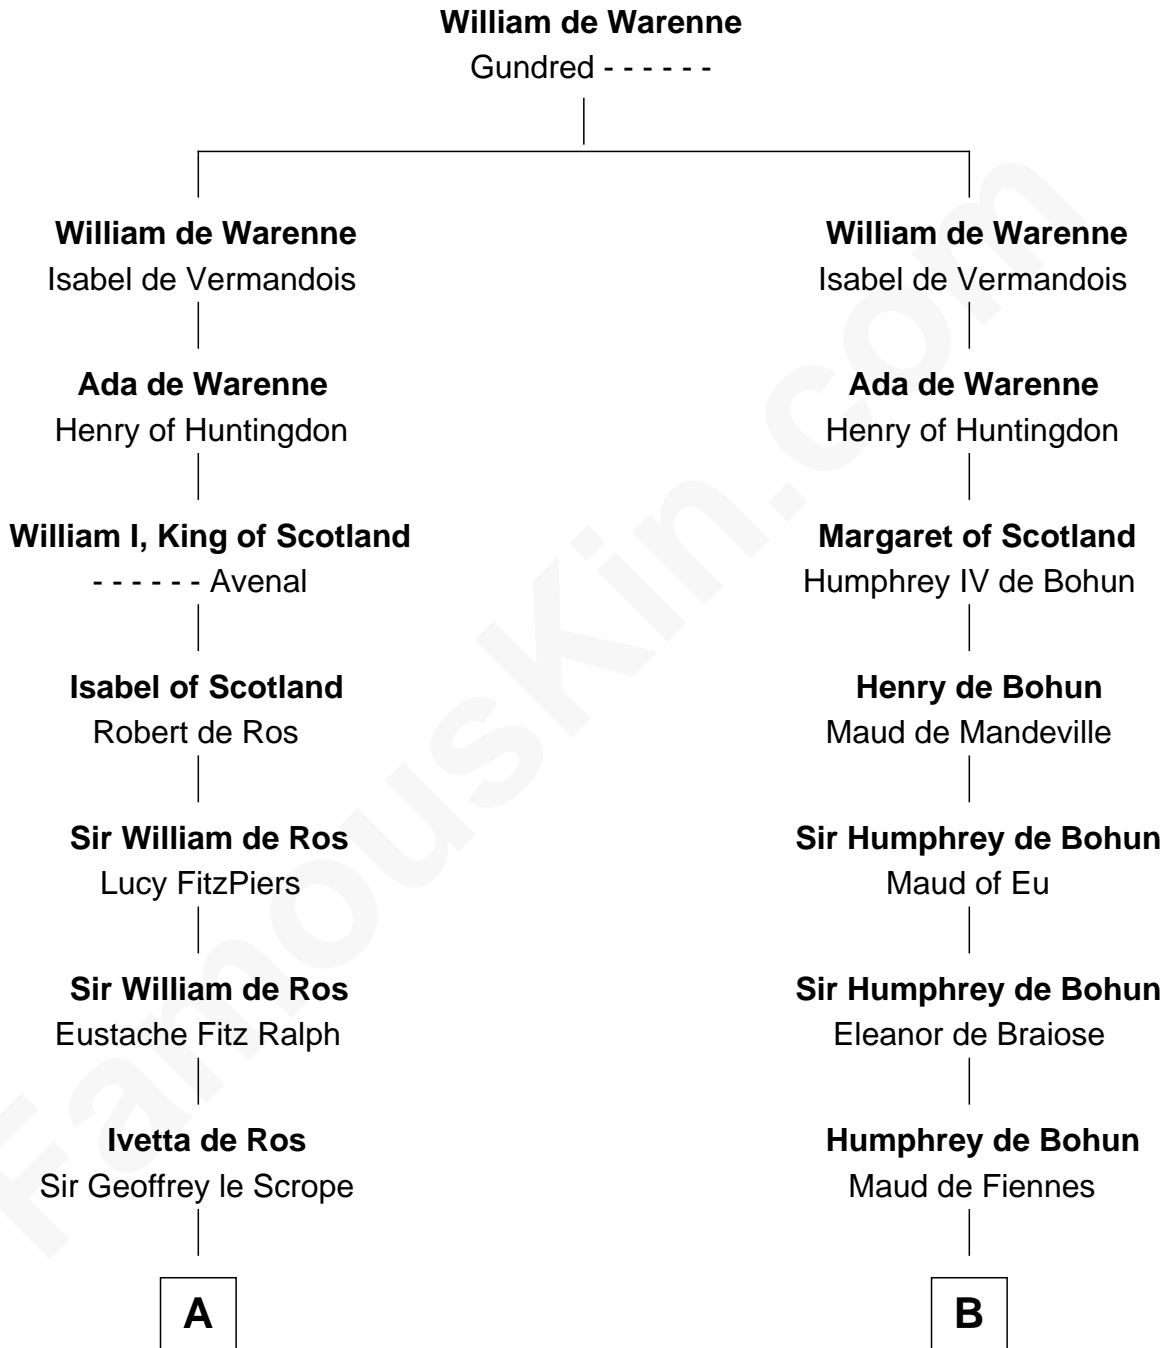 William de Warenne
Gundred - - - - - -
William de Warenne
Isabel de Vermandois
William de Warenne
Isabel de Vermandois
Ada de Warenne
Henry of Huntingdon
Ada de Warenne
Henry of Huntingdon
William I, King of Scotland
- - - - - - Avenal
Margaret of Scotland
Humphrey IV de Bohun
Isabel of Scotland
Robert de Ros
Henry de Bohun
Maud de Mandeville
Sir William de Ros
Lucy FitzPiers
Sir Humphrey de Bohun
Maud of Eu
Sir William de Ros
Eustache Fitz Ralph
Sir Humphrey de Bohun
Eleanor de Braiose
Ivetta de Ros
Sir Geoffrey le Scrope
Humphrey de Bohun
Maud de Fiennes
A
B
FamousKin.com